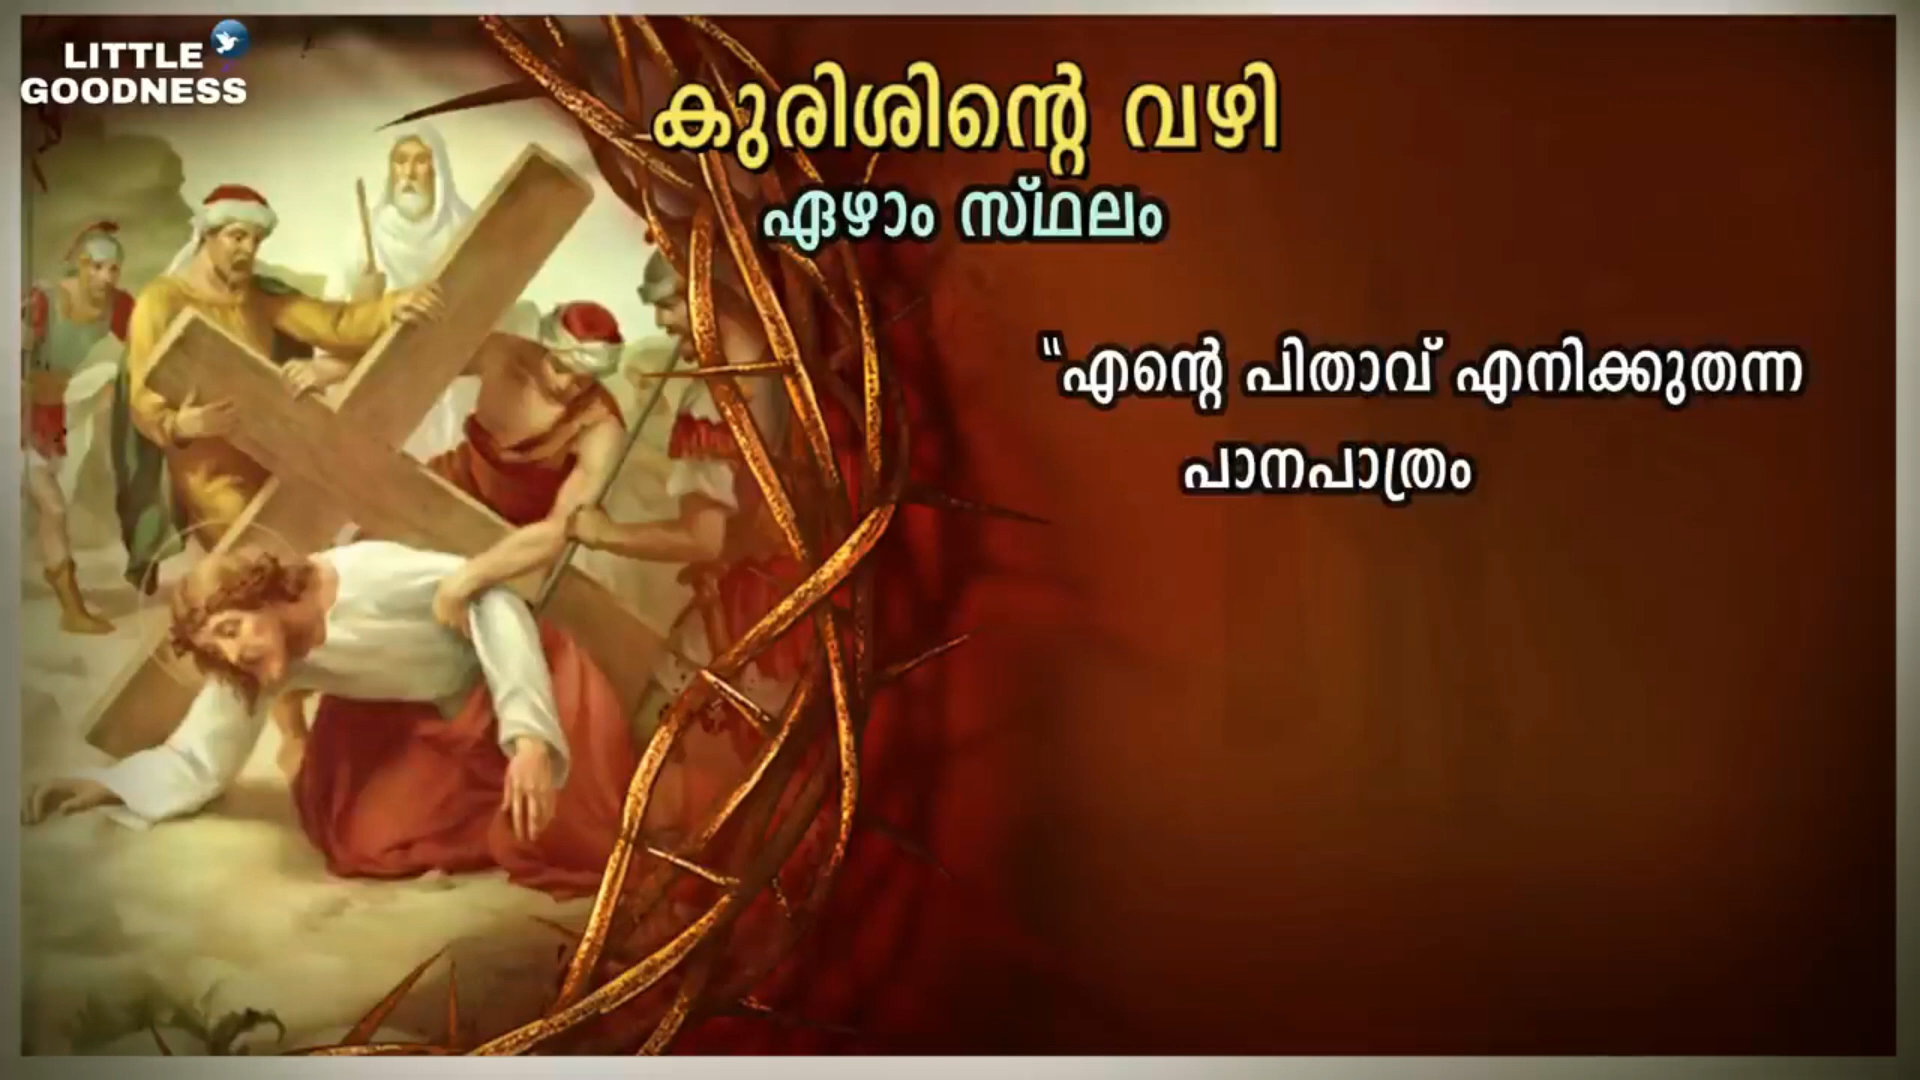 LITTLE
GOODNESS
കുരിശിന്റെ വഴി
ഏഴാം സ്ഥലം
“എന്റെ പിതാവ് എനിക്കുതന്ന
പാനപാത്രം